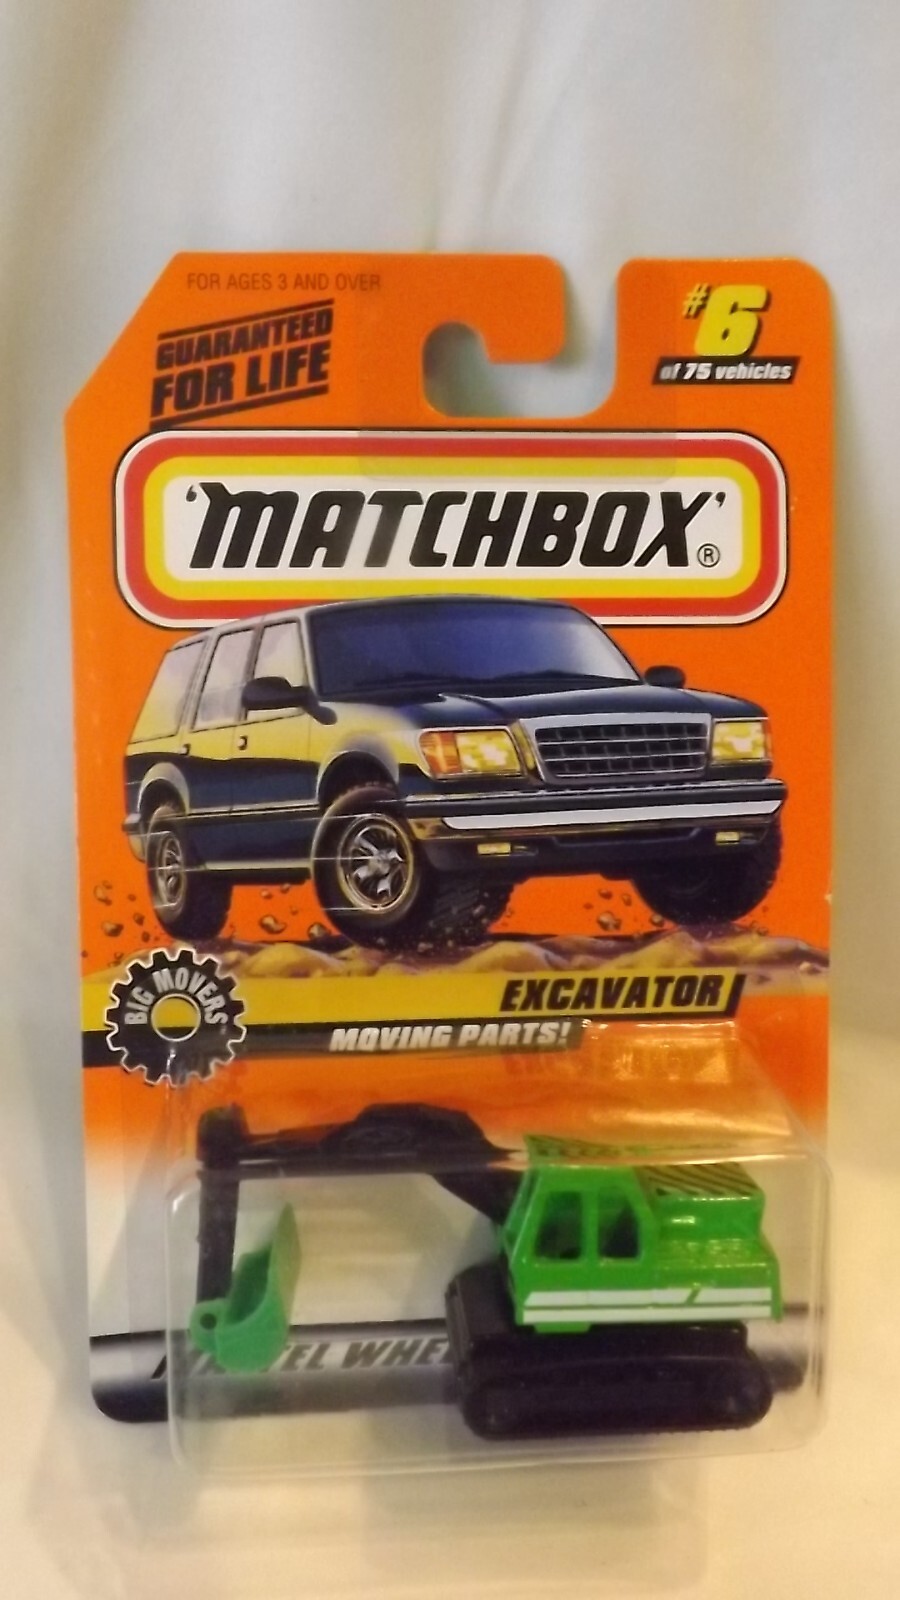 FOR AGES 3 AND OVER
GUARANTEED
FOR LIFE
#6
of 75 vehicles
'MATCHBOX'®
EXCAVATOR
BIG MOVERS
MOVING PARTS!